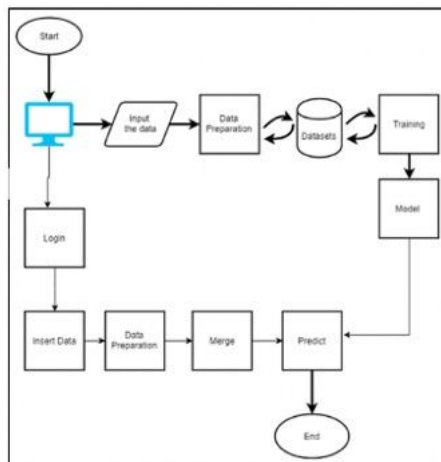 Start
Input
the data
Data
Preparation
Datasets
Training
Model
Login
Insert Data
Data
Preparation
Merge
Predict
End